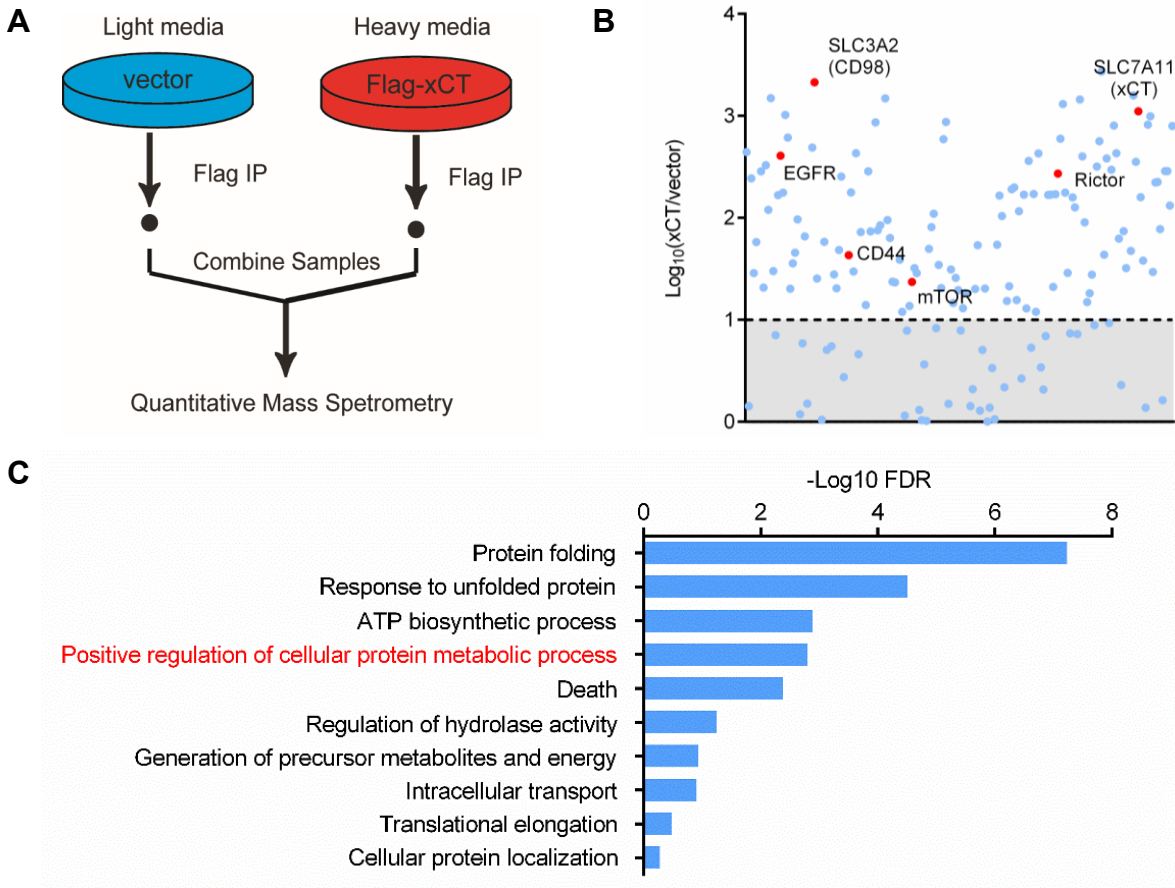 A
Light media
Heavy media
vector
Flag-xCT
Flag IP
Flag IP
Combine Samples
Quantitative Mass Spetrometry
B
Log10(xCT/vector)
4
3
2
1
0
SLC3A2
(CD98)
SLC7A11
(xCT)
EGFR
Rictor
CD44
mTOR
C
-Log10 FDR
0 2 4 6 8
Protein folding
Response to unfolded protein
ATP biosynthetic process
Positive regulation of cellular protein metabolic process
Death
Regulation of hydrolase activity
Generation of precursor metabolites and energy
Intracellular transport
Translational elongation
Cellular protein localization